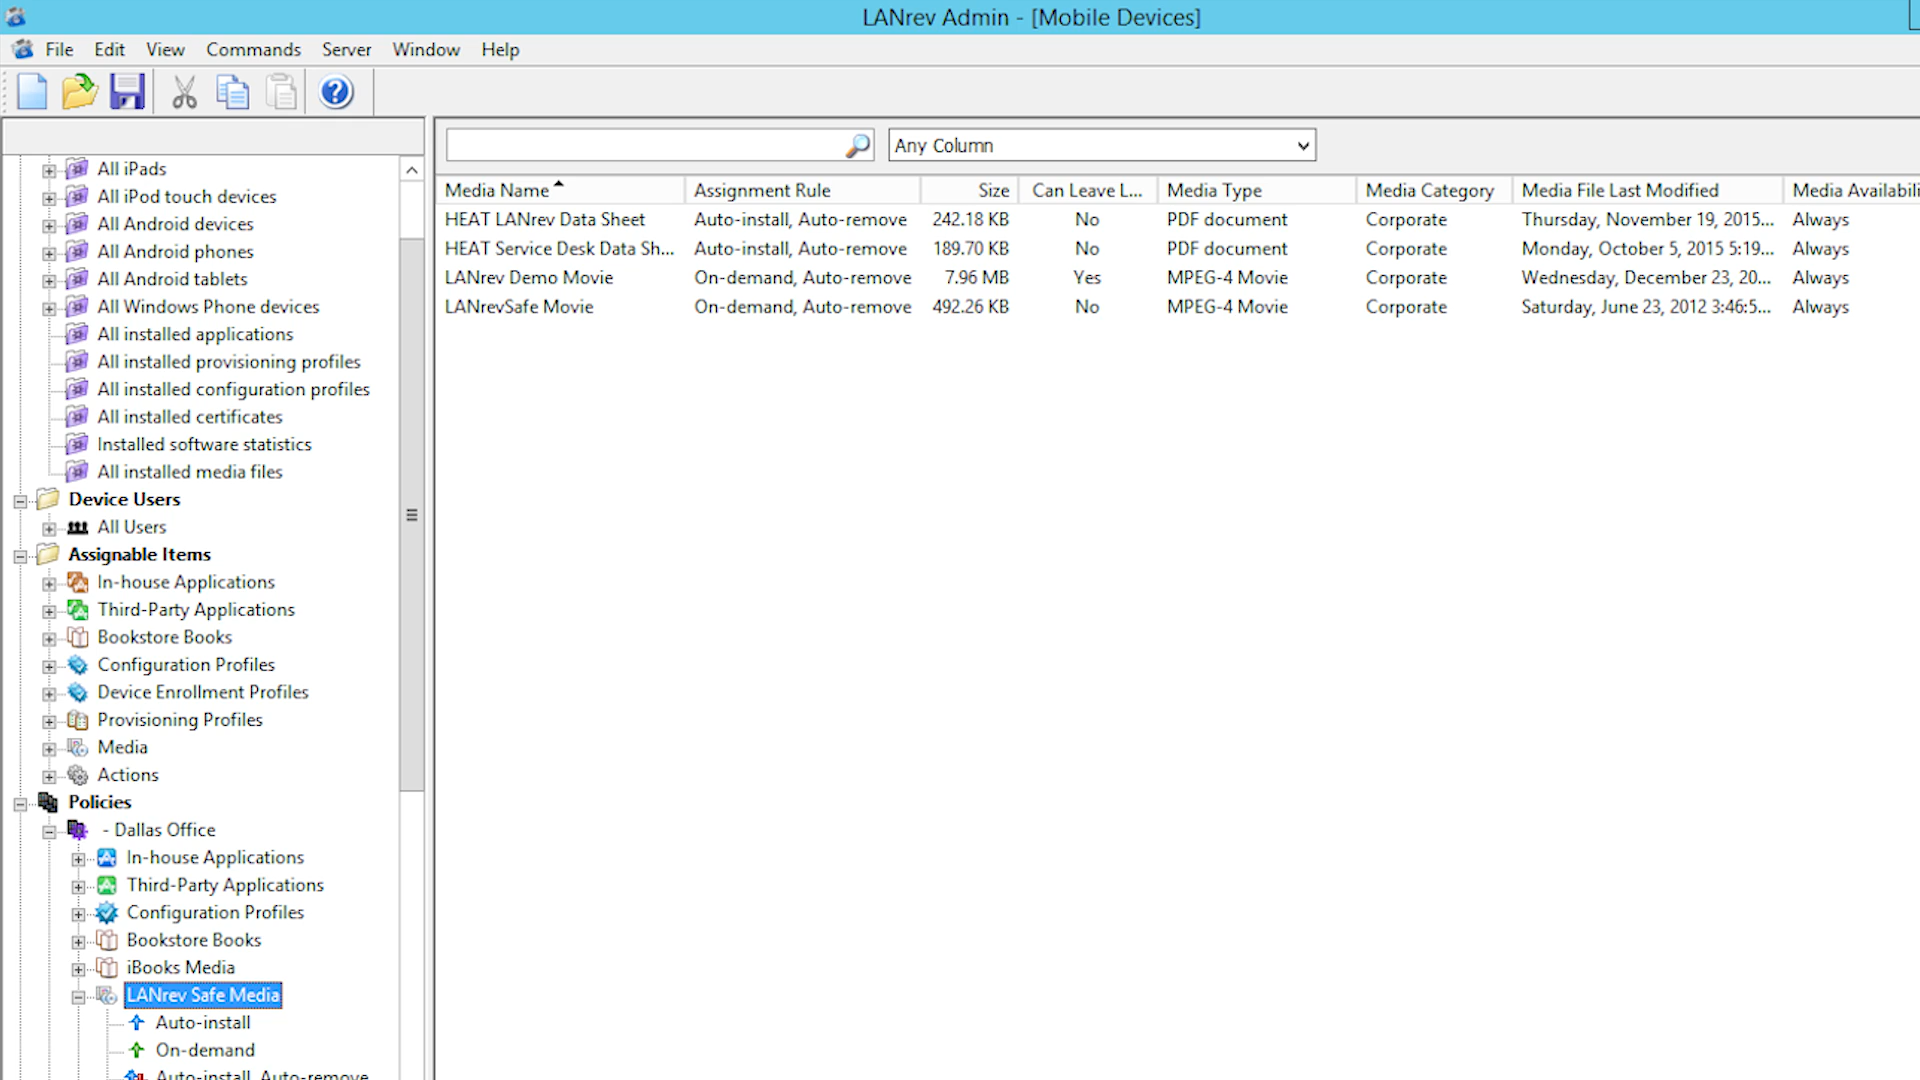 LANrev Admin - [Mobile Devices]
File Edit View Commands Server Window Help
Any Column
Media Name Assignment Rule Size Can Leave L... Media Type Media Category Media File Last Modified Media Availabili
HEAT LANrev Data Sheet Auto-install, Auto-remove 242.18 KB No PDF document Corporate Thursday, November 19, 2015... Always
HEAT Service Desk Data Sh... Auto-install, Auto-remove 189.70 KB No PDF document Corporate Monday, October 5, 2015 5:19... Always
LANrev Demo Movie On-demand, Auto-remove 7.96 MB Yes MPEG-4 Movie Corporate Wednesday, December 23, 20... Always
LANrevSafe Movie On-demand, Auto-remove 492.26 KB No MPEG-4 Movie Corporate Saturday, June 23, 2012 3:46:5... Always
All iPads
All iPod touch devices
All Android devices
All Android phones
All Android tablets
All Windows Phone devices
All installed applications
All installed provisioning profiles
All installed configuration profiles
All installed certificates
Installed software statistics
All installed media files
Device Users
All Users
Assignable Items
In-house Applications
Third-Party Applications
Bookstore Books
Configuration Profiles
Device Enrollment Profiles
Provisioning Profiles
Media
Actions
Policies
- Dallas Office
In-house Applications
Third-Party Applications
Configuration Profiles
Bookstore Books
iBooks Media
LANrev Safe Media
Auto-install
On-demand
Auto-install, Auto-remove